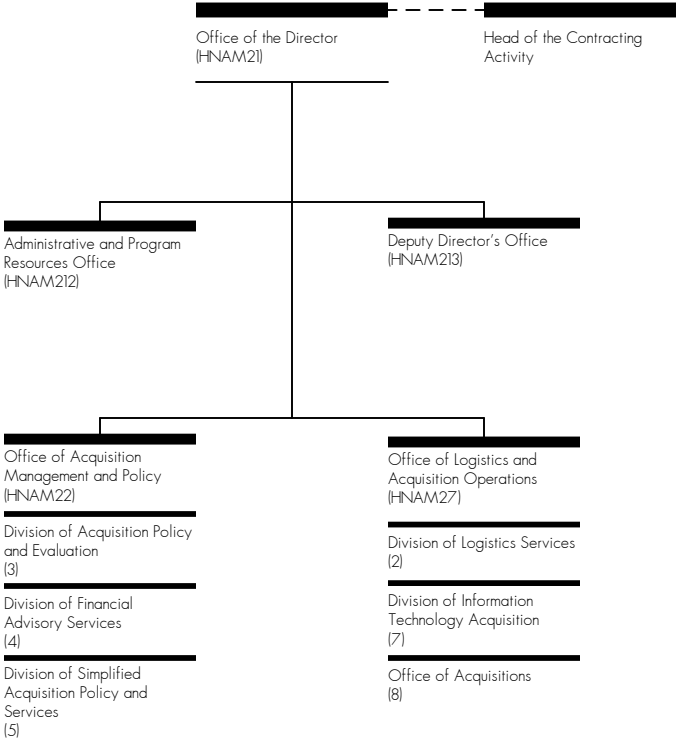 Office of the Director
(HNAM21)
Head of the Contracting
Activity
Administrative and Program
Resources Office
(HNAM212)
Deputy Director's Office
(HNAM213)
Office of Acquisition
Management and Policy
(HNAM22)
Division of Acquisition Policy
and Evaluation
(3)
Division of Financial
Advisory Services
(4)
Division of Simplified
Acquisition Policy and
Services
(5)
Office of Logistics and
Acquisition Operations
(HNAM27)
Division of Logistics Services
(2)
Division of Information
Technology Acquisition
(7)
Office of Acquisitions
(8)